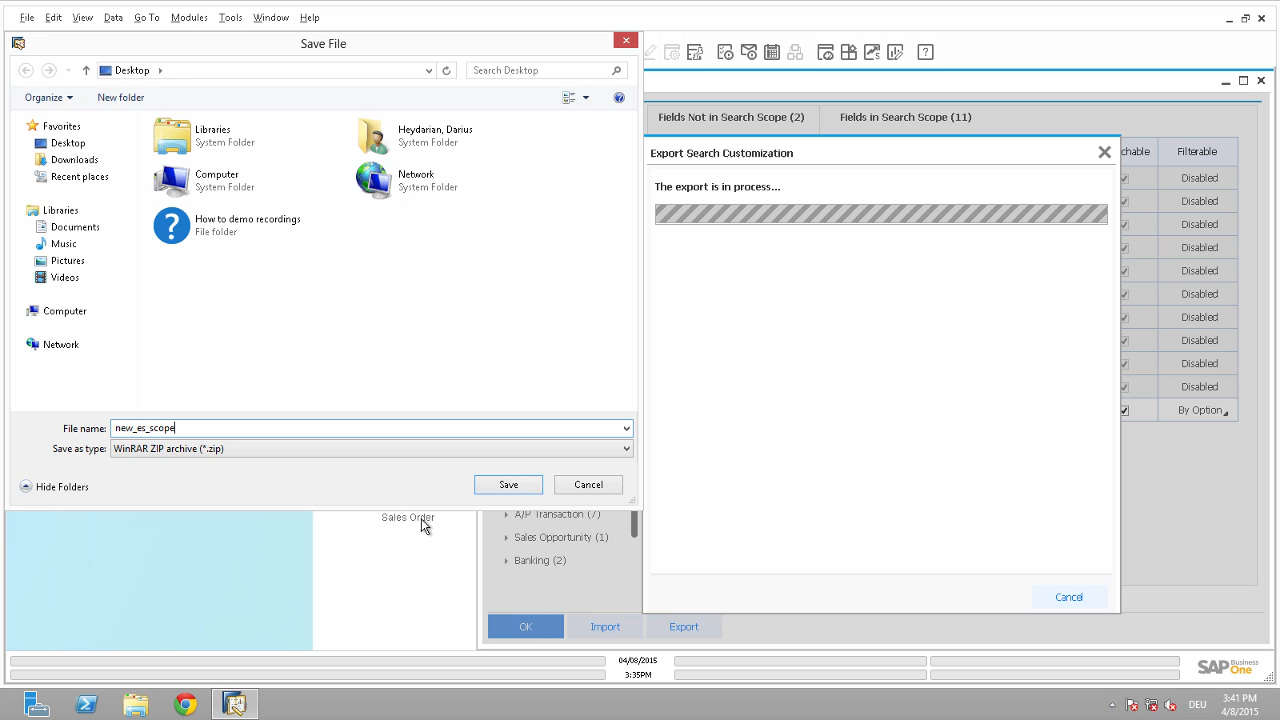 File Edit View Data Go To Modules Tools Window Help
Save File
Desktop
Search Desktop
Organize
New folder
Favorites
Desktop
Downloads
Recent places
Libraries
Documents
Music
Pictures
Videos
Computer
Network
Libraries
System Folder
Heydarian, Darius
System Folder
Computer
System Folder
Network
System Folder
How to demo recordings
File folder
File name: new_es_scope
Save as type: WinRAR ZIP archive (*.zip)
Hide Folders
Save
Cancel
Fields Not in Search Scope (2)
Fields in Search Scope (11)
Export Search Customization
The export is in process...
Cancel
chable
Filterable
Disabled
Disabled
Disabled
Disabled
Disabled
Disabled
Disabled
Disabled
Disabled
Disabled
By Option
Sales Order
A/P Transaction (7)
Sales Opportunity (1)
Banking (2)
OK
Import
Export
04/08/2015
3:35PM
SAP Business One
DEU
3:41 PM
4/8/2015